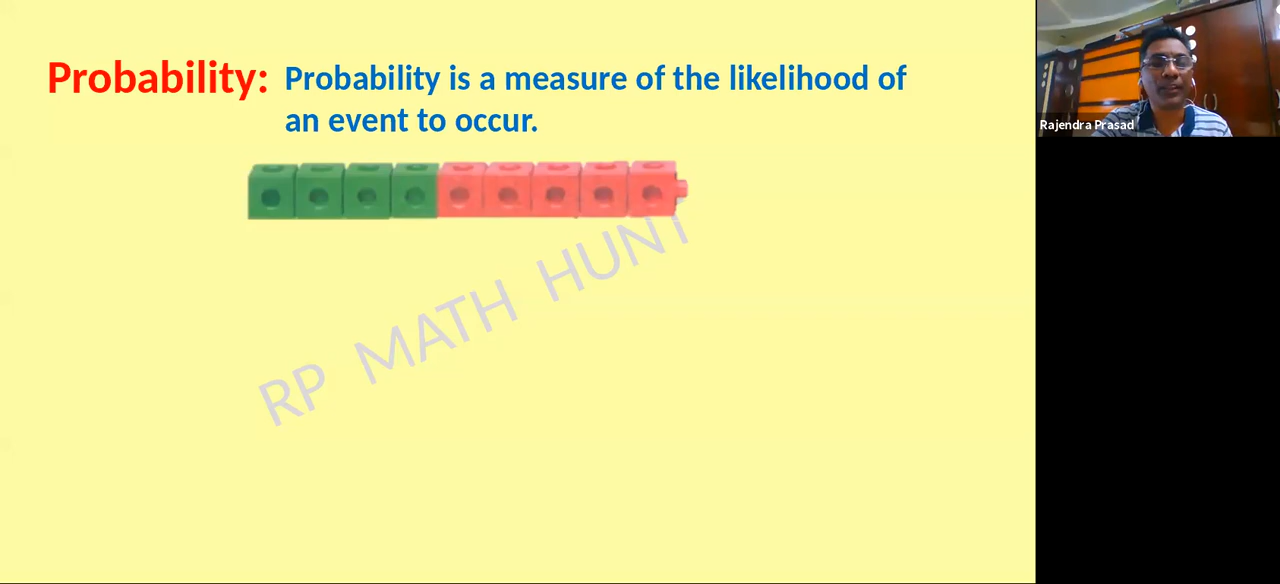 Probability: Probability is a measure of the likelihood of
an event to occur.
RP MATH HUNT
Rajendra Prasad